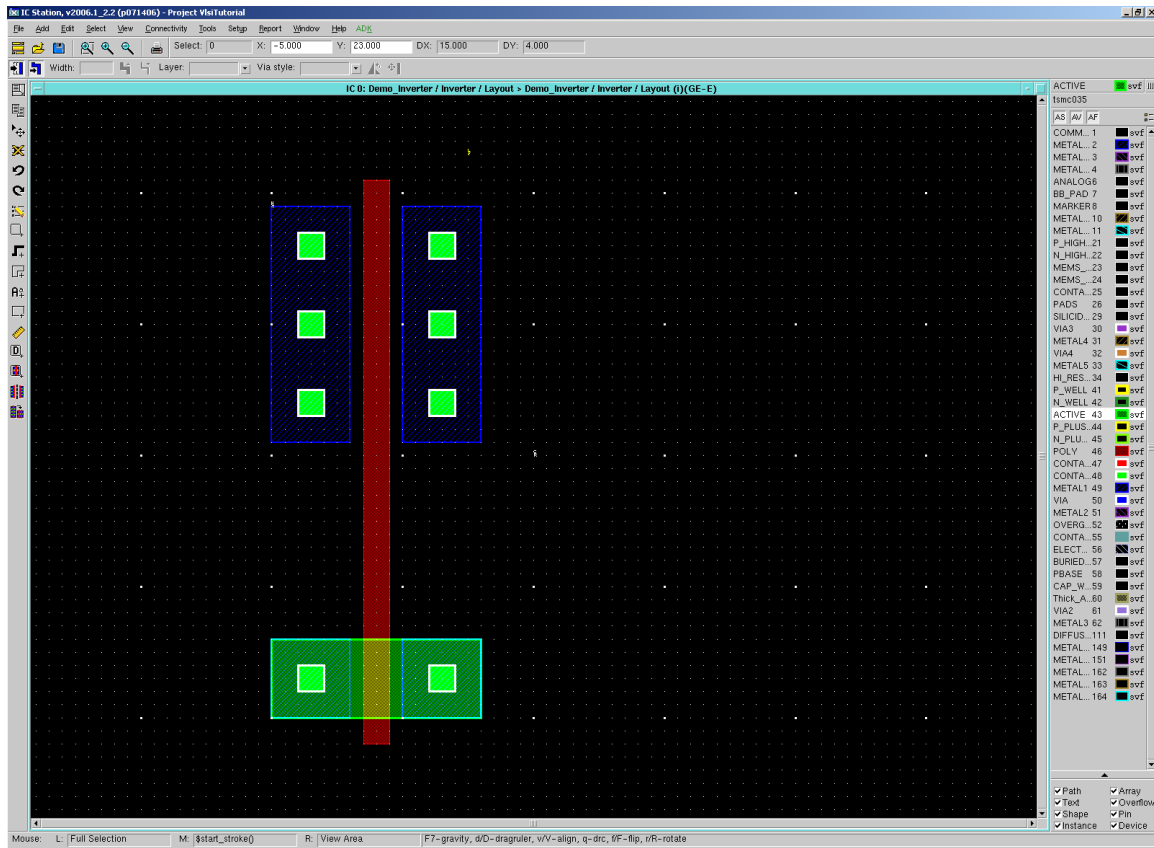 IC Station, v2006.1_2.2 (p071406) - Project VlsiTutorial
File Add Edit Select View Connectivity Tools Setup Report Window Help ADK
Select: 0 X: -5.000 Y: 23.000 DX: 15.000 DY: 4.000
Width: Layer: Via style:
IC 0: Demo_Inverter / Inverter / Layout > Demo_Inverter / Inverter / Layout (i)(GE-E)
ACTIVE svf
tsmc035
AS AV AF
COMM... 1 svf
METAL... 2 svf
METAL... 3 svf
METAL... 4 svf
ANALOG 6 svf
BB_PAD 7 svf
MARKER 8 svf
METAL... 10 svf
METAL... 11 svf
P_HIGH... 21 svf
N_HIGH... 22 svf
MEMS_... 23 svf
MEMS_... 24 svf
CONTA... 25 svf
PADS 26 svf
SILICID... 29 svf
VIA3 30 svf
METAL4 31 svf
VIA4 32 svf
METAL5 33 svf
HI_RES... 34 svf
P_WELL 41 svf
N_WELL 42 svf
ACTIVE 43 svf
P_PLUS... 44 svf
N_PLU... 45 svf
POLY 46 svf
CONTA... 47 svf
CONTA... 48 svf
METAL1 49 svf
VIA 50 svf
METAL2 51 svf
OVERG... 52 svf
CONTA... 55 svf
ELECT... 56 svf
BURIED... 57 svf
PBASE 58 svf
CAP_W... 59 svf
Thick_A... 60 svf
VIA2 61 svf
METAL3 62 svf
DIFFUS... 111 svf
METAL... 149 svf
METAL... 151 svf
METAL... 162 svf
METAL... 163 svf
METAL... 164 svf
Path Array
Text Overflow
Shape Pin
Instance Device
Mouse: L: Full Selection M: $start_stroke() R: View Area F7-gravity, d/D-dragruler, v/V-align, q-drc, f/F-flip, r/R-rotate